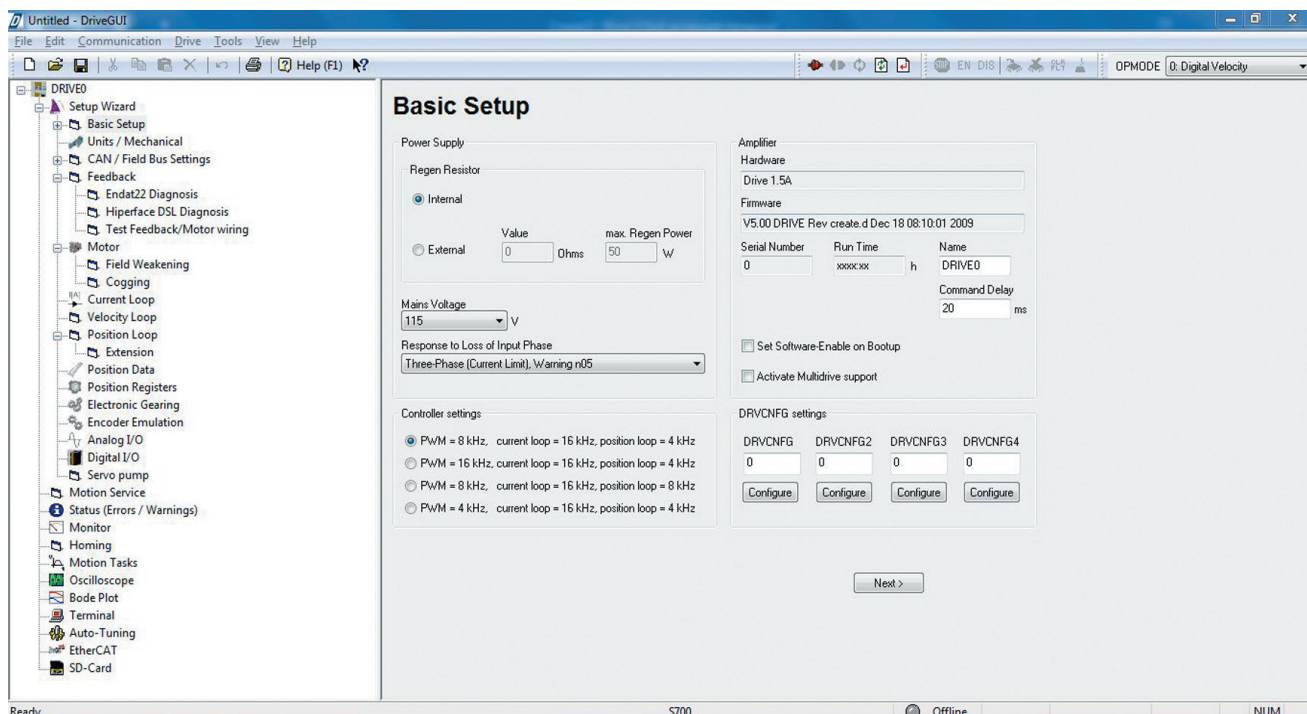 Untitled - DriveGUI
File Edit Communication Drive Tools View Help
Help (F1) EN DIS OPMODE 0: Digital Velocity
DRIVE0
Setup Wizard
Basic Setup
Units / Mechanical
CAN / Field Bus Settings
Feedback
Endat22 Diagnosis
Hiperface DSL Diagnosis
Test Feedback/Motor wiring
Motor
Field Weakening
Cogging
Current Loop
Velocity Loop
Position Loop
Extension
Position Data
Position Registers
Electronic Gearing
Encoder Emulation
Analog I/O
Digital I/O
Servo pump
Motion Service
Status (Errors / Warnings)
Monitor
Homing
Motion Tasks
Oscilloscope
Bode Plot
Terminal
Auto-Tuning
EtherCAT
SD-Card
Basic Setup
Power Supply
Regen Resistor
Internal
Value max. Regen Power
External 0 Ohms 50 W
Mains Voltage
115 V
Response to Loss of Input Phase
Three-Phase (Current Limit), Warning n05
Controller settings
PWM = 8 kHz, current loop = 16 kHz, position loop = 4 kHz
PWM = 16 kHz, current loop = 16 kHz, position loop = 4 kHz
PWM = 8 kHz, current loop = 16 kHz, position loop = 8 kHz
PWM = 4 kHz, current loop = 16 kHz, position loop = 4 kHz
Amplifier
Hardware
Drive 1.5A
Firmware
V5.00 DRIVE Rev create.d Dec 18 08:10:01 2009
Serial Number Run Time Name
0 xxxx:xx h DRIVE0
Command Delay
20 ms
Set Software-Enable on Bootup
Activate Multidrive support
DRVCNFG settings
DRVCNFG DRVCNFG2 DRVCNFG3 DRVCNFG4
0 0 0 0
Configure Configure Configure Configure
Next >
Ready S700 Offline NUM